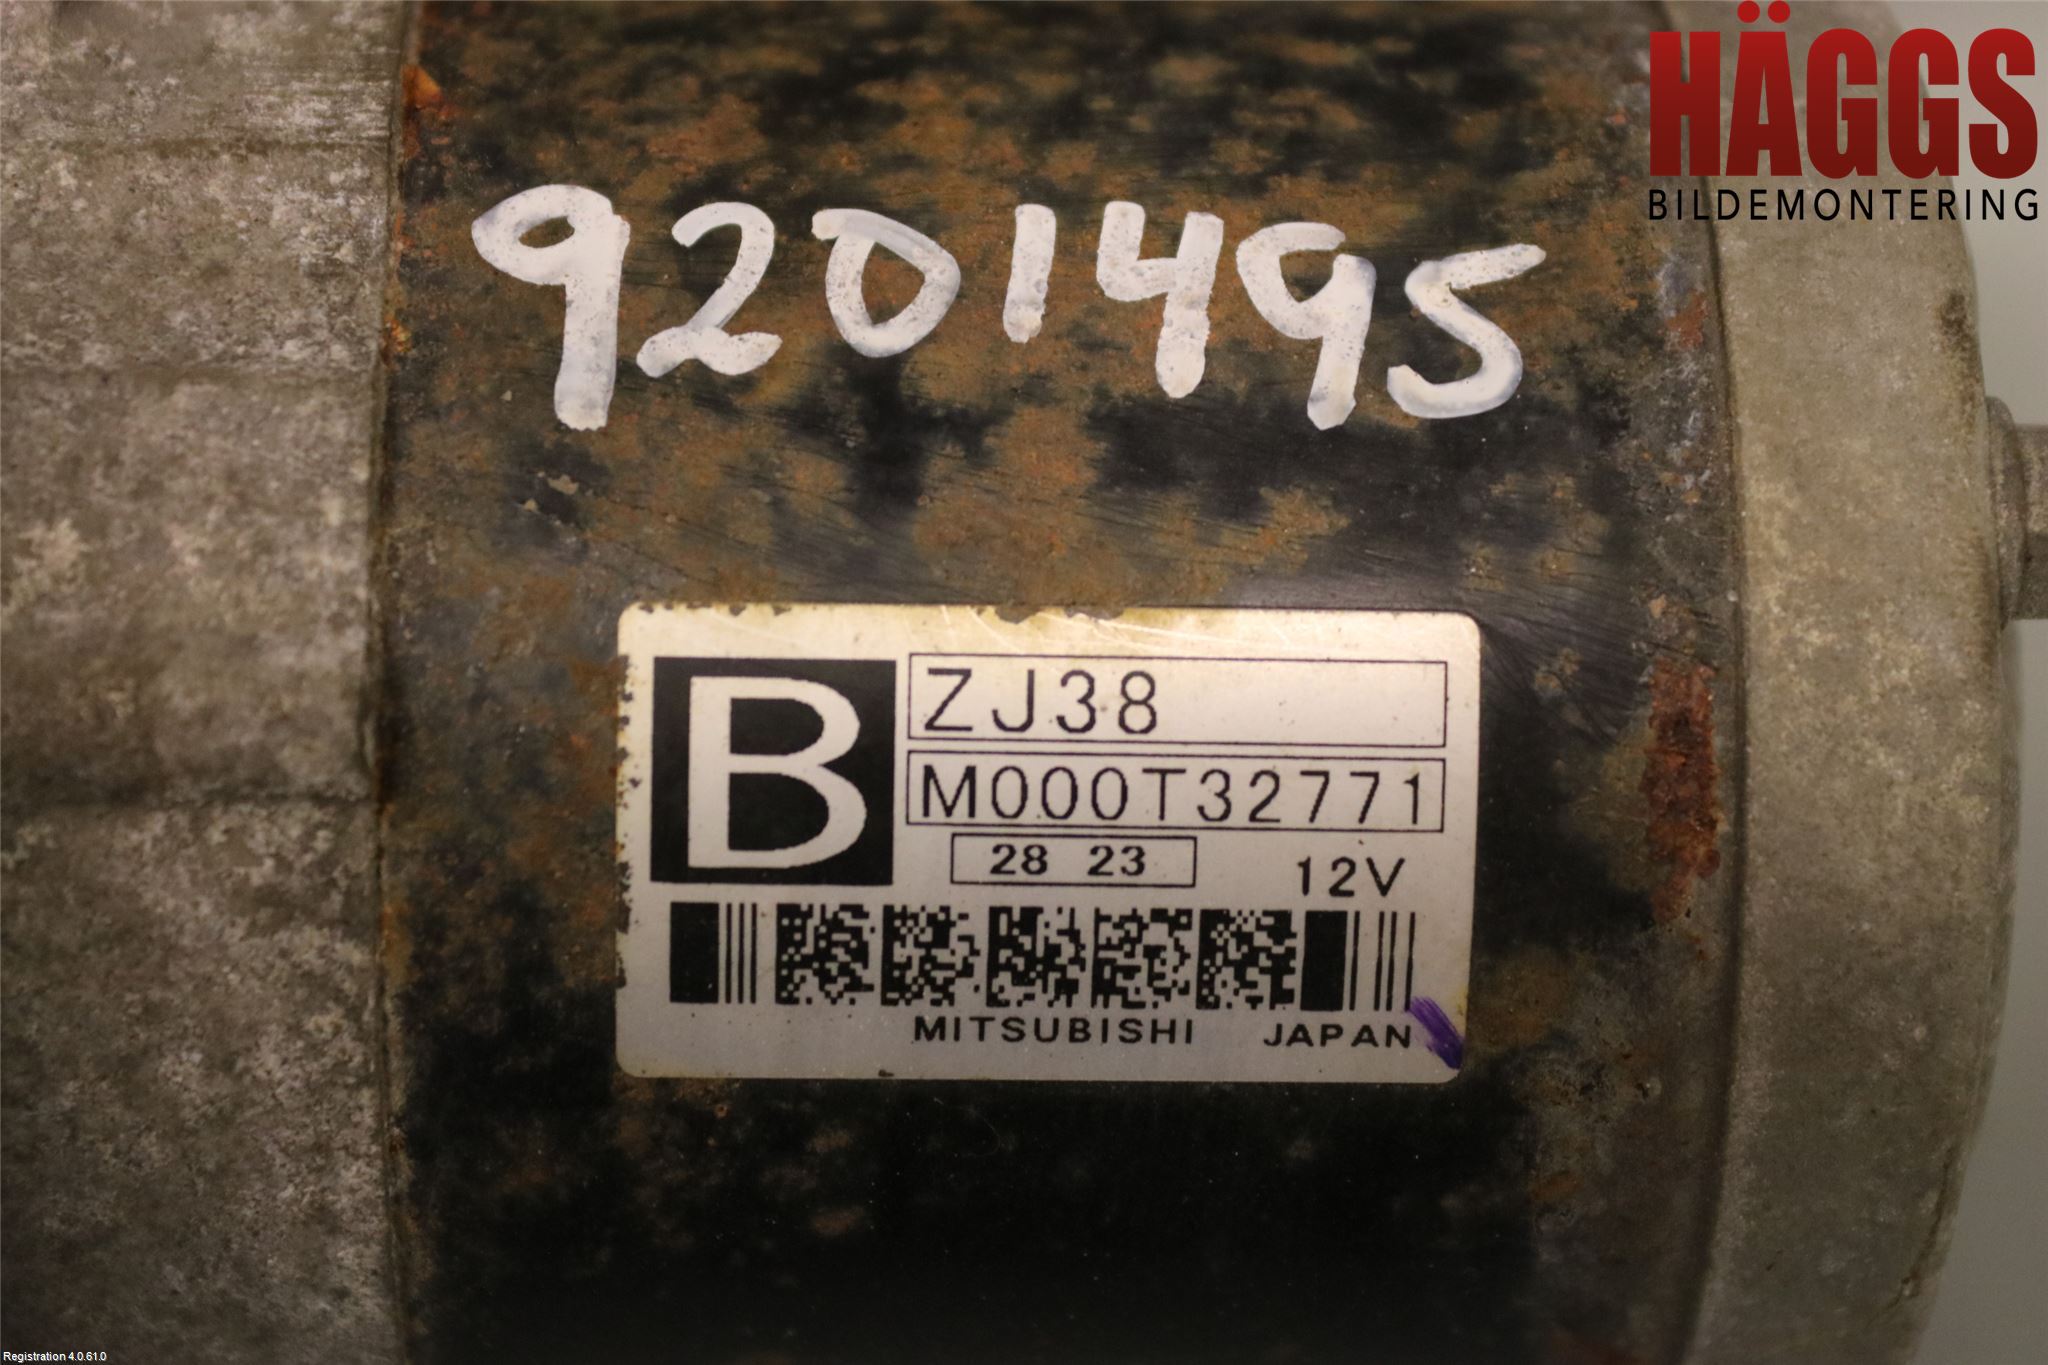 HÄGGS
BILDEMONTERING
9201495
B
ZJ38
M000T32771
28 23
12V
MITSUBISHI JAPAN
Registration 4.0.61.0